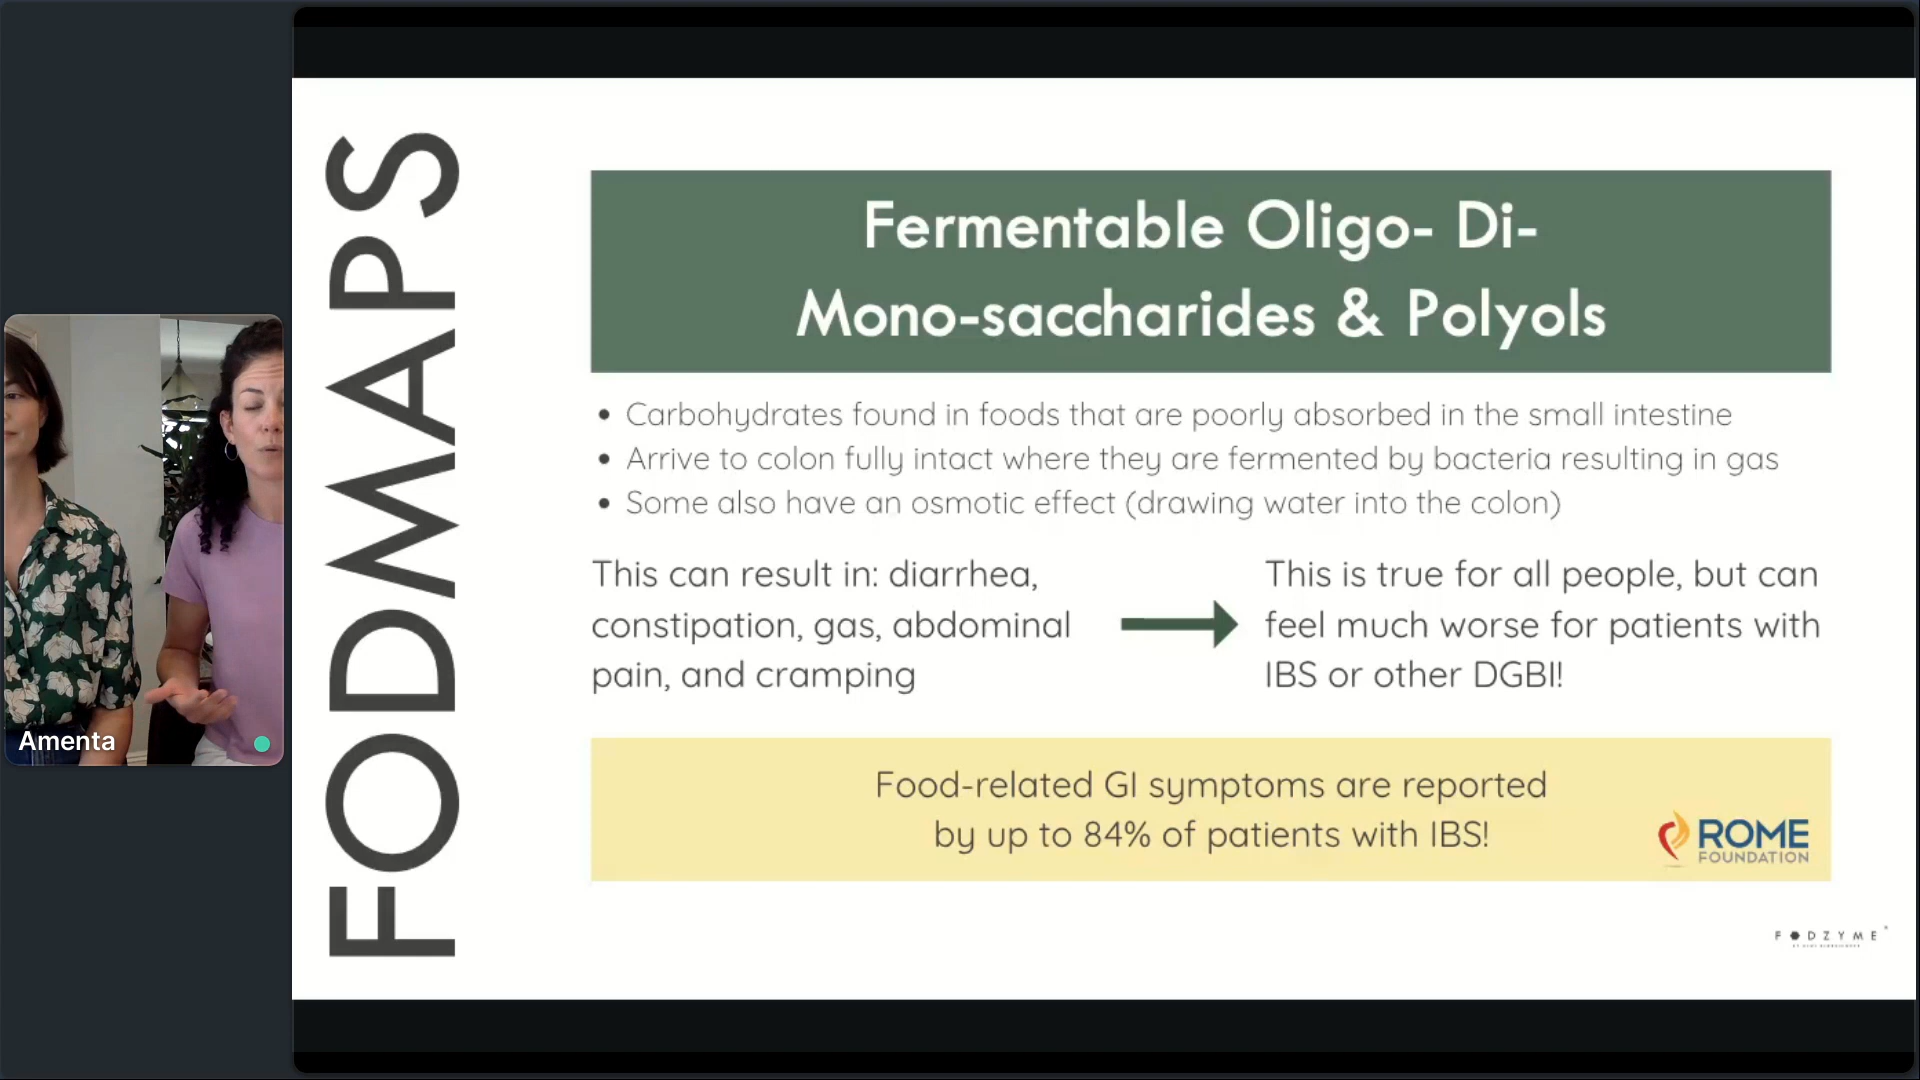 FODMAPS
Fermentable Oligo- Di-
Mono-saccharides & Polyols
• Carbohydrates found in foods that are poorly absorbed in the small intestine
• Arrive to colon fully intact where they are fermented by bacteria resulting in gas
• Some also have an osmotic effect (drawing water into the colon)
This can result in: diarrhea,
constipation, gas, abdominal
pain, and cramping
This is true for all people, but can
feel much worse for patients with
IBS or other DGBI!
Food-related GI symptoms are reported
by up to 84% of patients with IBS!
ROME
FOUNDATION
FODZYME
Amenta